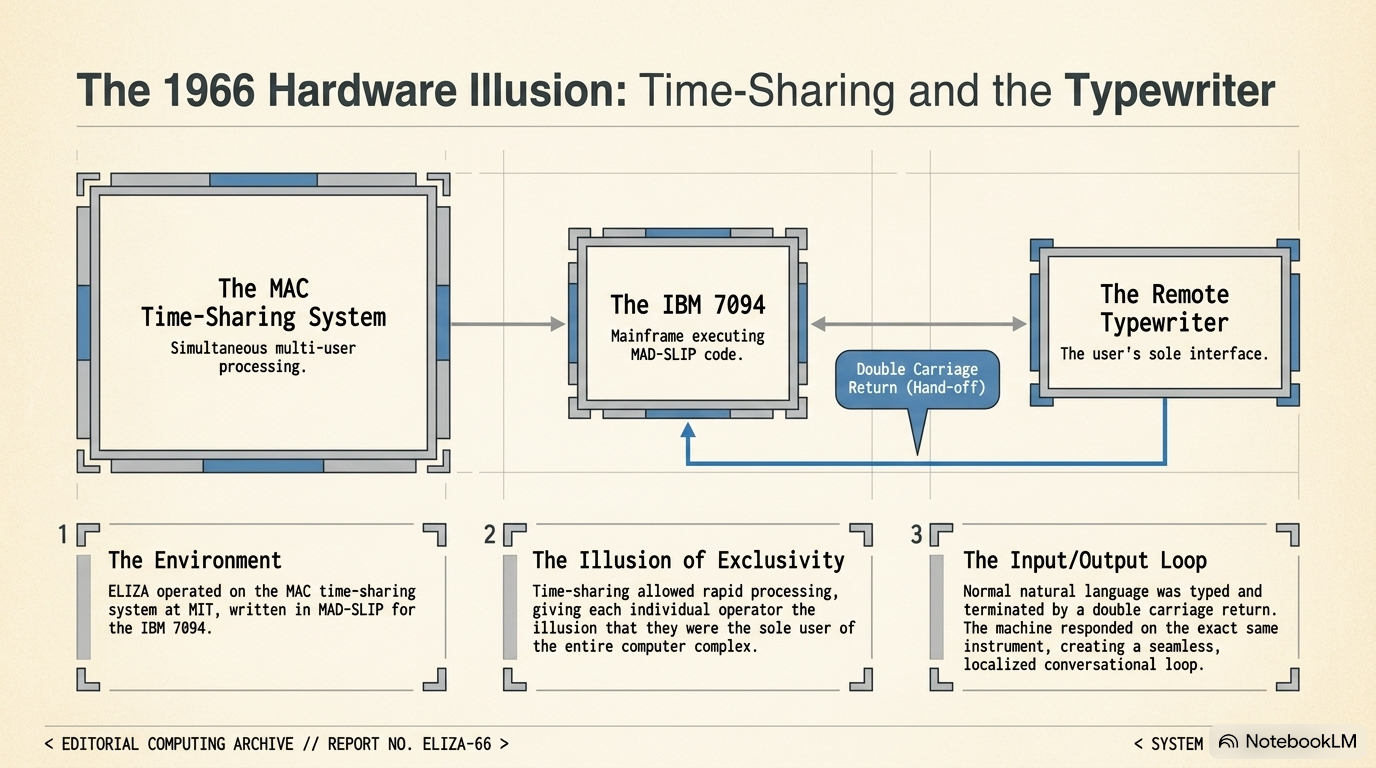 The 1966 Hardware Illusion: Time-Sharing and the Typewriter
The MAC
Time-Sharing System
Simultaneous multi-user
processing.
The IBM 7094
Mainframe executing
MAD-SLIP code.
Double Carriage
Return (Hand-off)
The Remote
Typewriter
The user's sole interface.
1
The Environment
ELIZA operated on the MAC time-sharing
system at MIT, written in MAD-SLIP for
the IBM 7094.
2
The Illusion of Exclusivity
Time-sharing allowed rapid processing,
giving each individual operator the
illusion that they were the sole user of
the entire computer complex.
3
The Input/Output Loop
Normal natural language was typed and
terminated by a double carriage return.
The machine responded on the exact same
instrument, creating a seamless,
localized conversational loop.
< EDITORIAL COMPUTING ARCHIVE // REPORT NO. ELIZA-66 >
< SYSTEM
NotebookLM